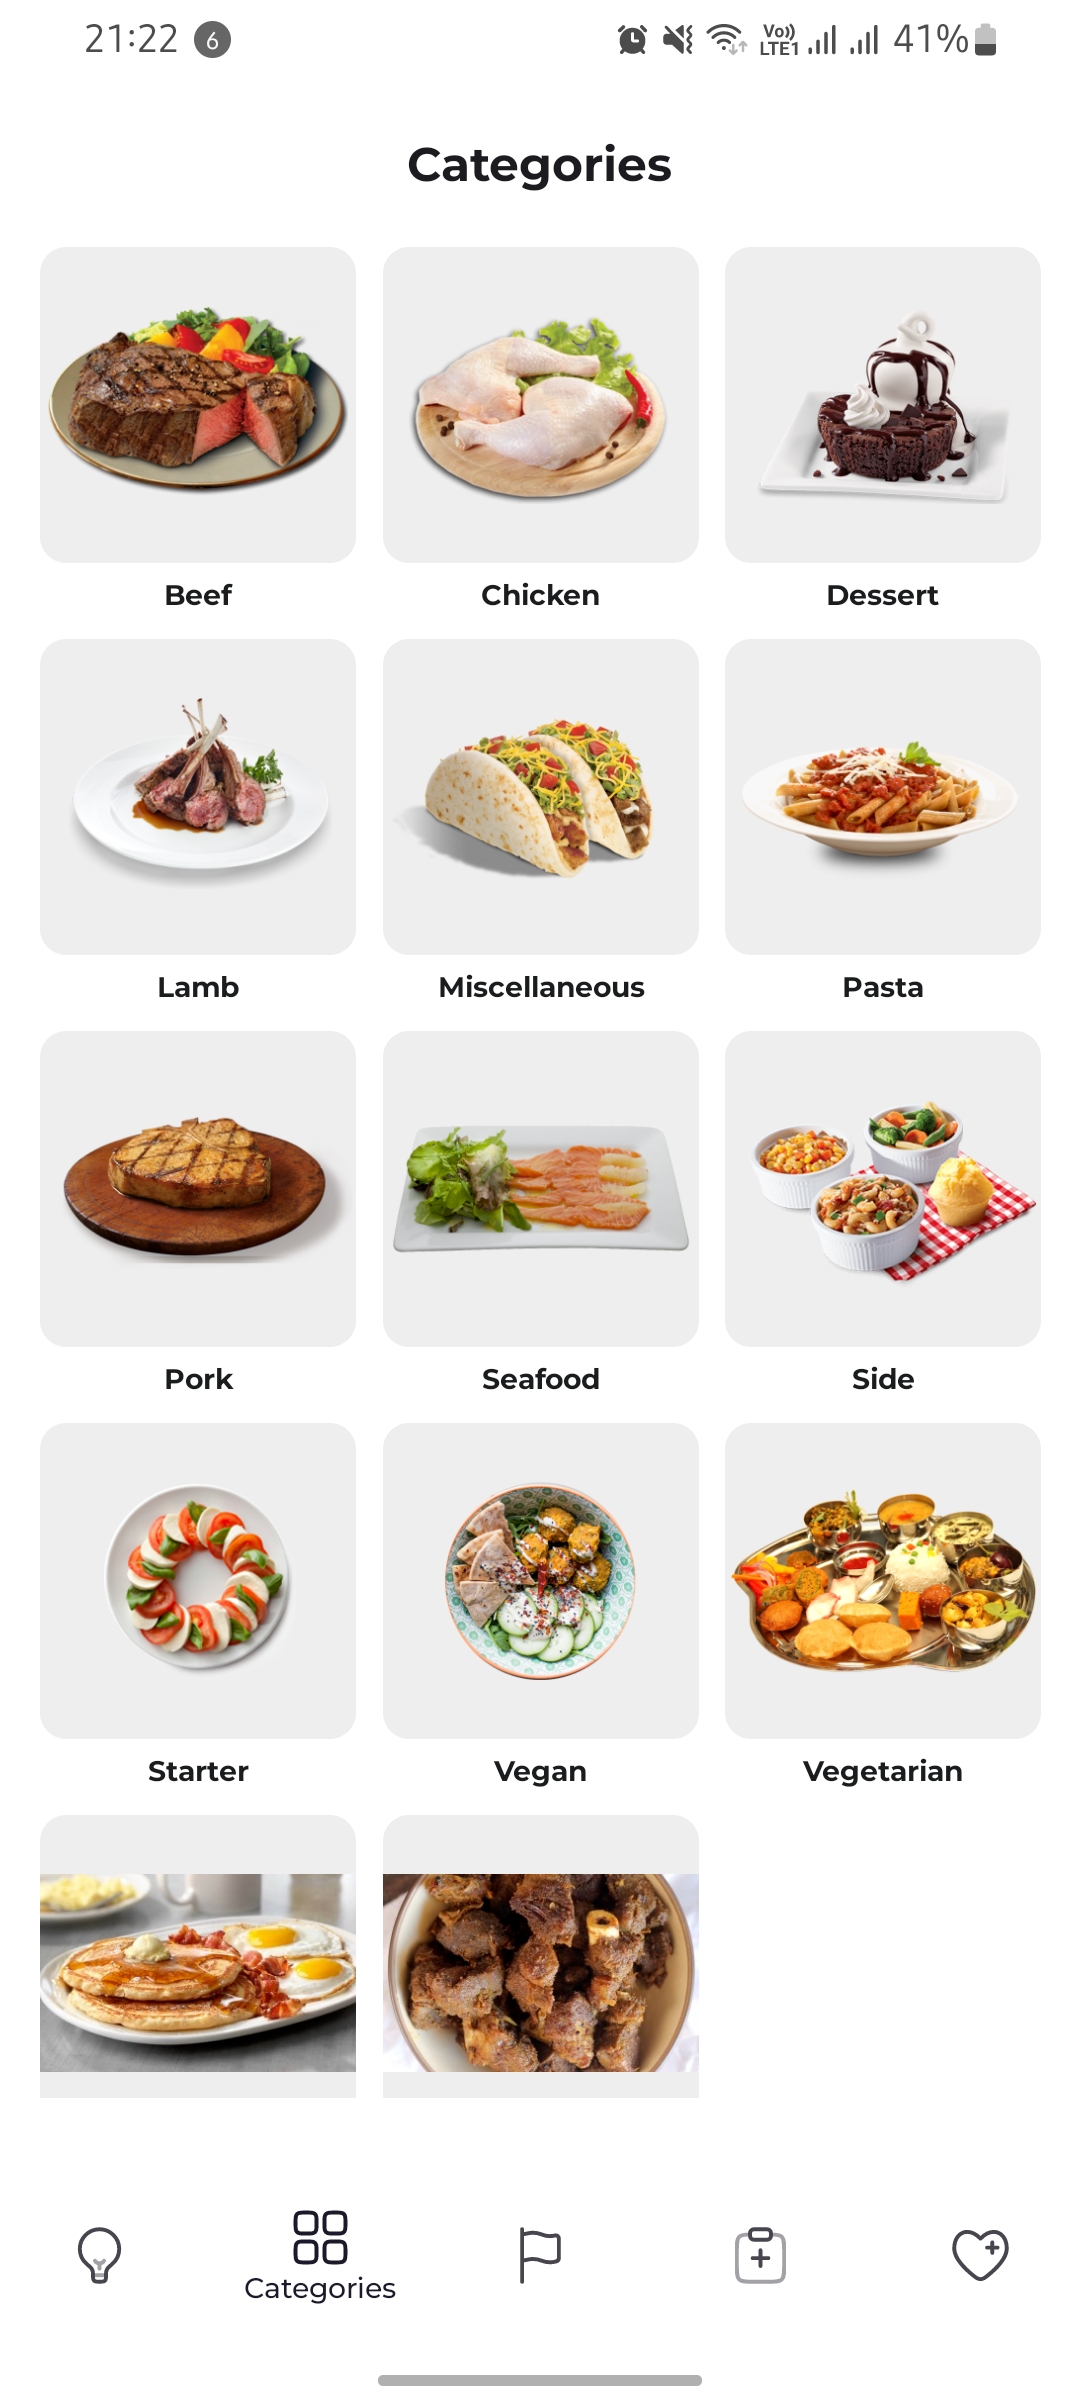 21:22 6 Vo)) LTE1 41%
Categories
Beef Chicken Dessert
Lamb Miscellaneous Pasta
Pork Seafood Side
Starter Vegan Vegetarian
Categories